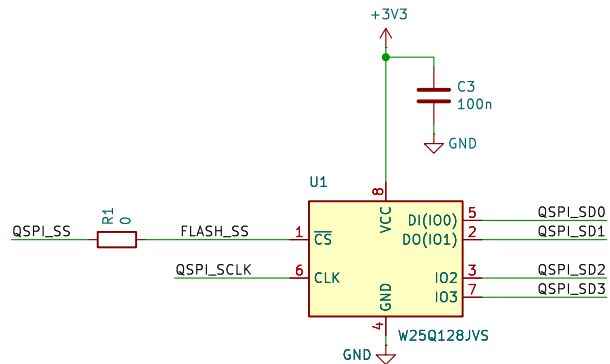 +3V3
C3
100n
GND
U1
8
VCC
R1
0
QSPI_SS
FLASH_SS
1
CS
DI(IO0)
5
QSPI_SD0
DO(IO1)
2
QSPI_SD1
QSPI_SCLK
6
CLK
IO2
3
QSPI_SD2
IO3
7
QSPI_SD3
GND
4
W25Q128JVS
GND